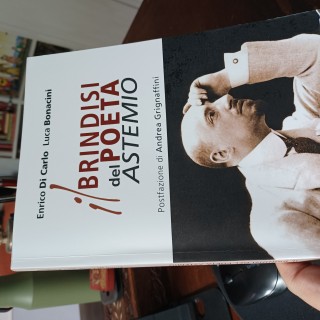 Enrico Di Carlo Luca Bonacini
il BRINDISI
del POETA
ASTEMIO
Postfazione di Andrea Grignaffini